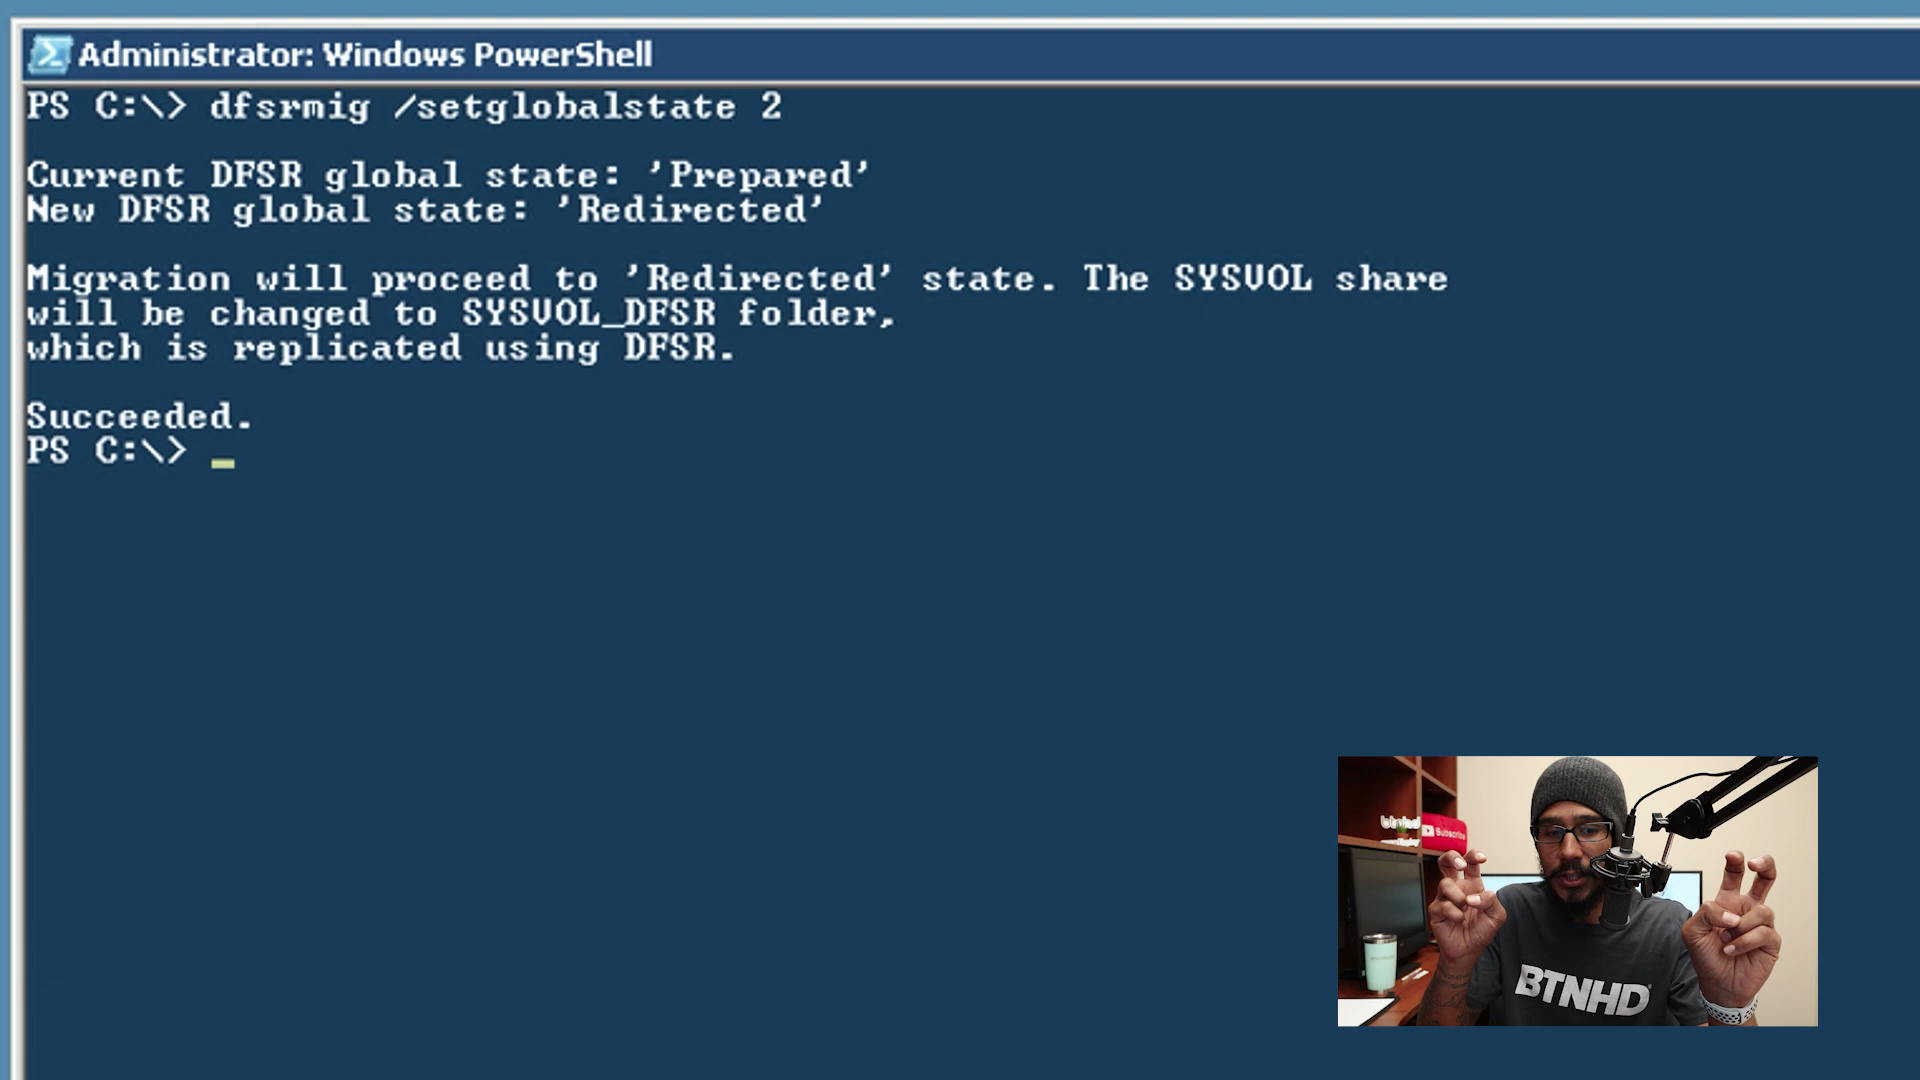 Administrator: Windows PowerShell
PS C:\> dfsrmig /setglobalstate 2
Current DFSR global state: 'Prepared'
New DFSR global state: 'Redirected'
Migration will proceed to 'Redirected' state. The SYSVOL share
will be changed to SYSVOL_DFSR folder,
which is replicated using DFSR.
Succeeded.
PS C:\> _
btnhd
Subscribe
BTNHD